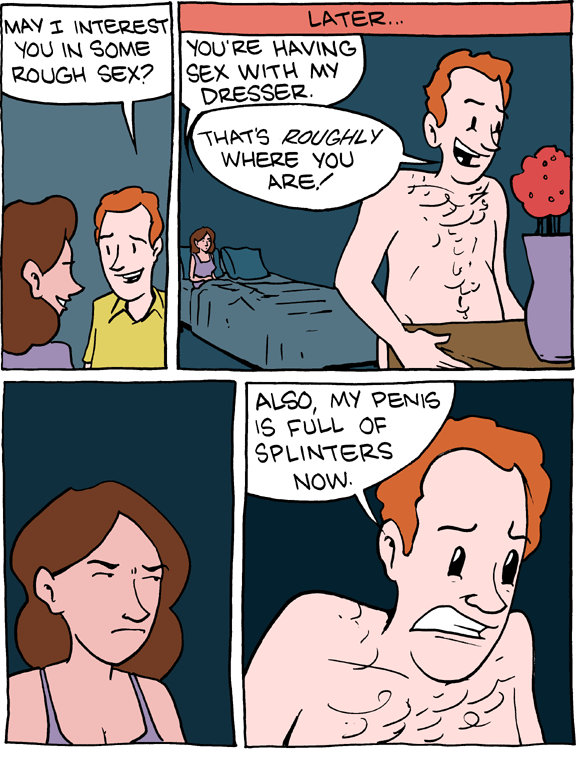 MAY I INTEREST
YOU IN SOME
ROUGH SEX?
LATER...
YOU'RE HAVING
SEX WITH MY
DRESSER.
THAT'S ROUGHLY
WHERE YOU
ARE!
ALSO, MY PENIS
IS FULL OF
SPLINTERS
NOW.